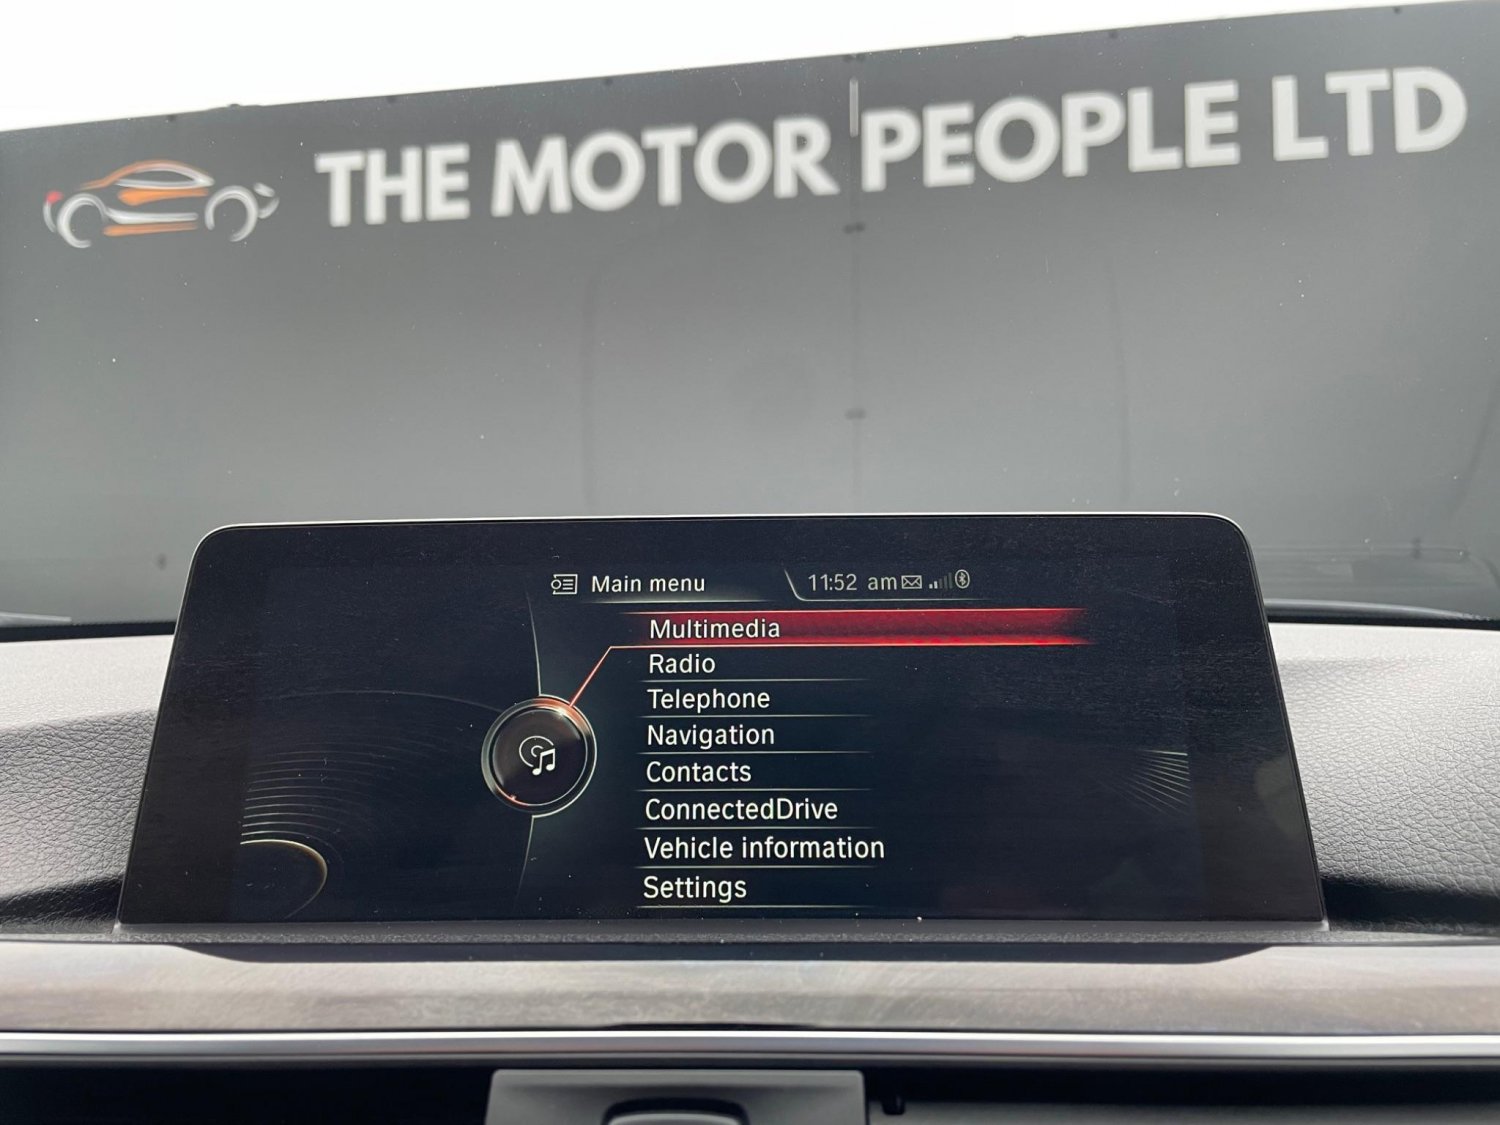 THE MOTOR PEOPLE LTD
Main menu
11:52 am
Multimedia
Radio
Telephone
Navigation
Contacts
ConnectedDrive
Vehicle information
Settings